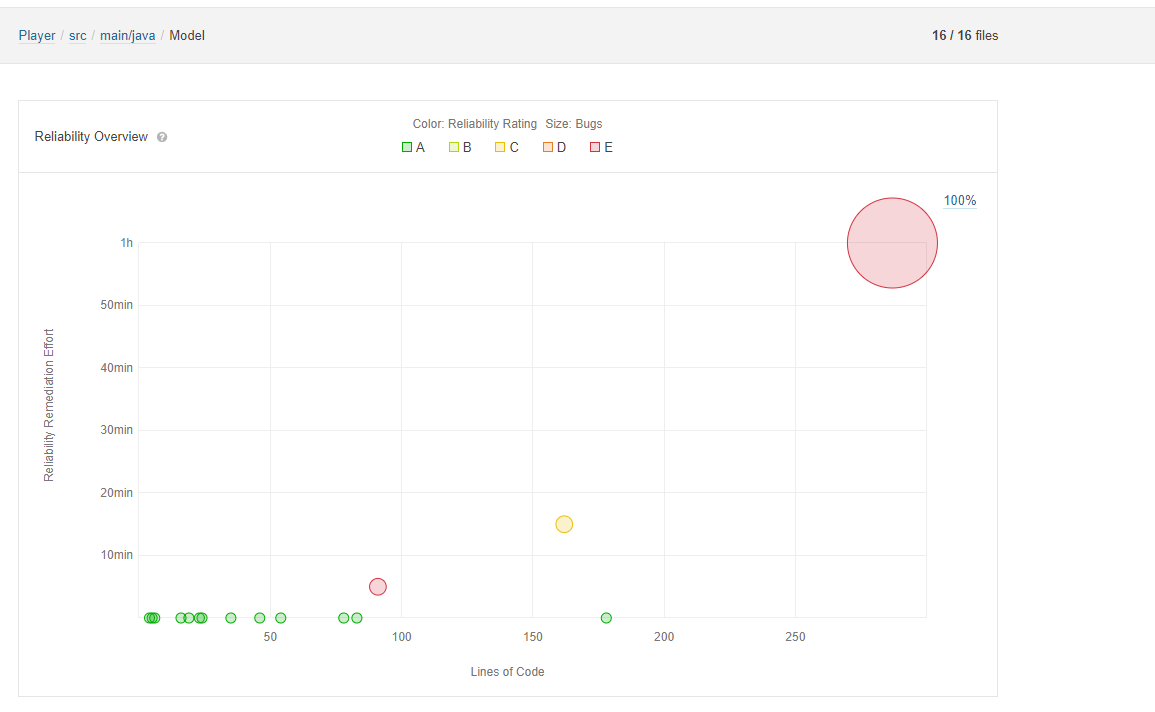 Player / src / main/java / Model
16 / 16 files
Reliability Overview ?
Color: Reliability Rating Size: Bugs
A B C D E
100%
1h
50min
40min
30min
20min
10min
Reliability Remediation Effort
50 100 150 200 250
Lines of Code